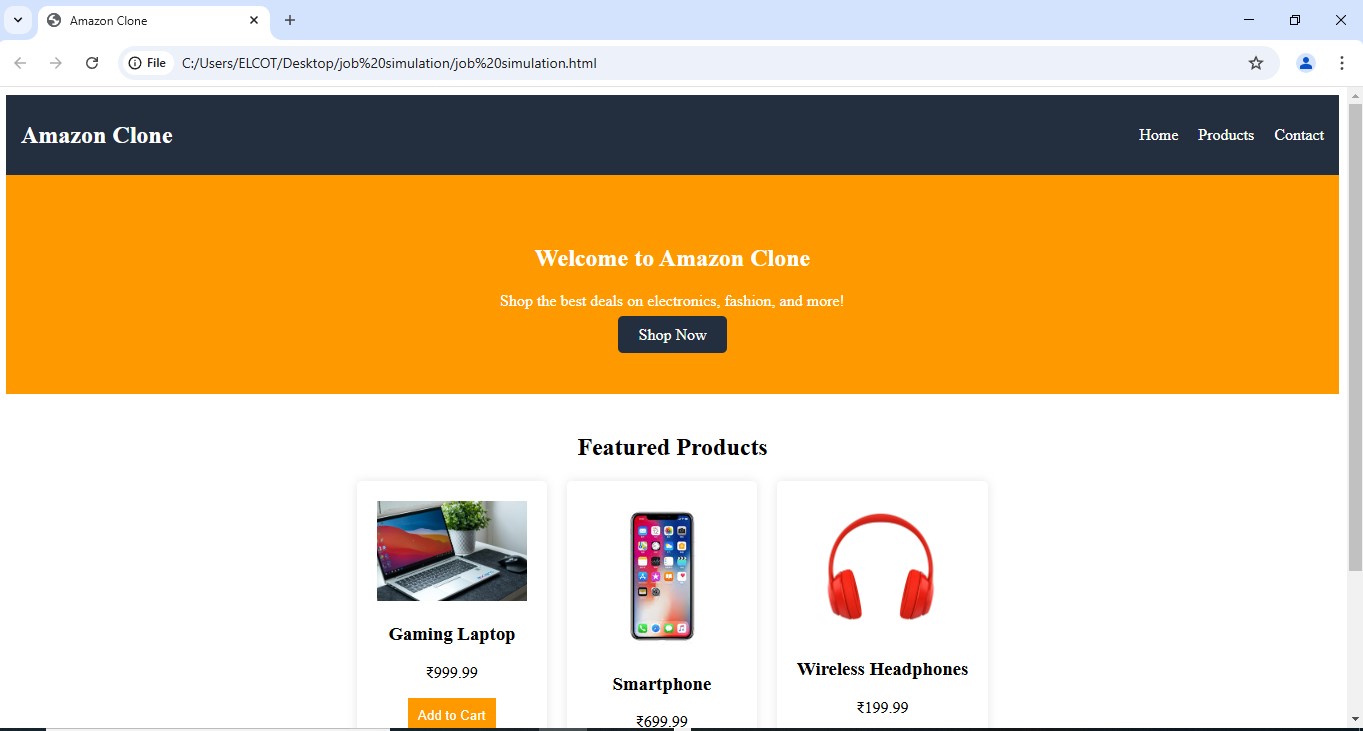 Amazon Clone
File C:/Users/ELCOT/Desktop/job%20simulation/job%20simulation.html
Amazon Clone Home Products Contact
Welcome to Amazon Clone
Shop the best deals on electronics, fashion, and more!
Shop Now
Featured Products
Gaming Laptop
₹999.99
Add to Cart
Smartphone
₹699.99
Wireless Headphones
₹199.99